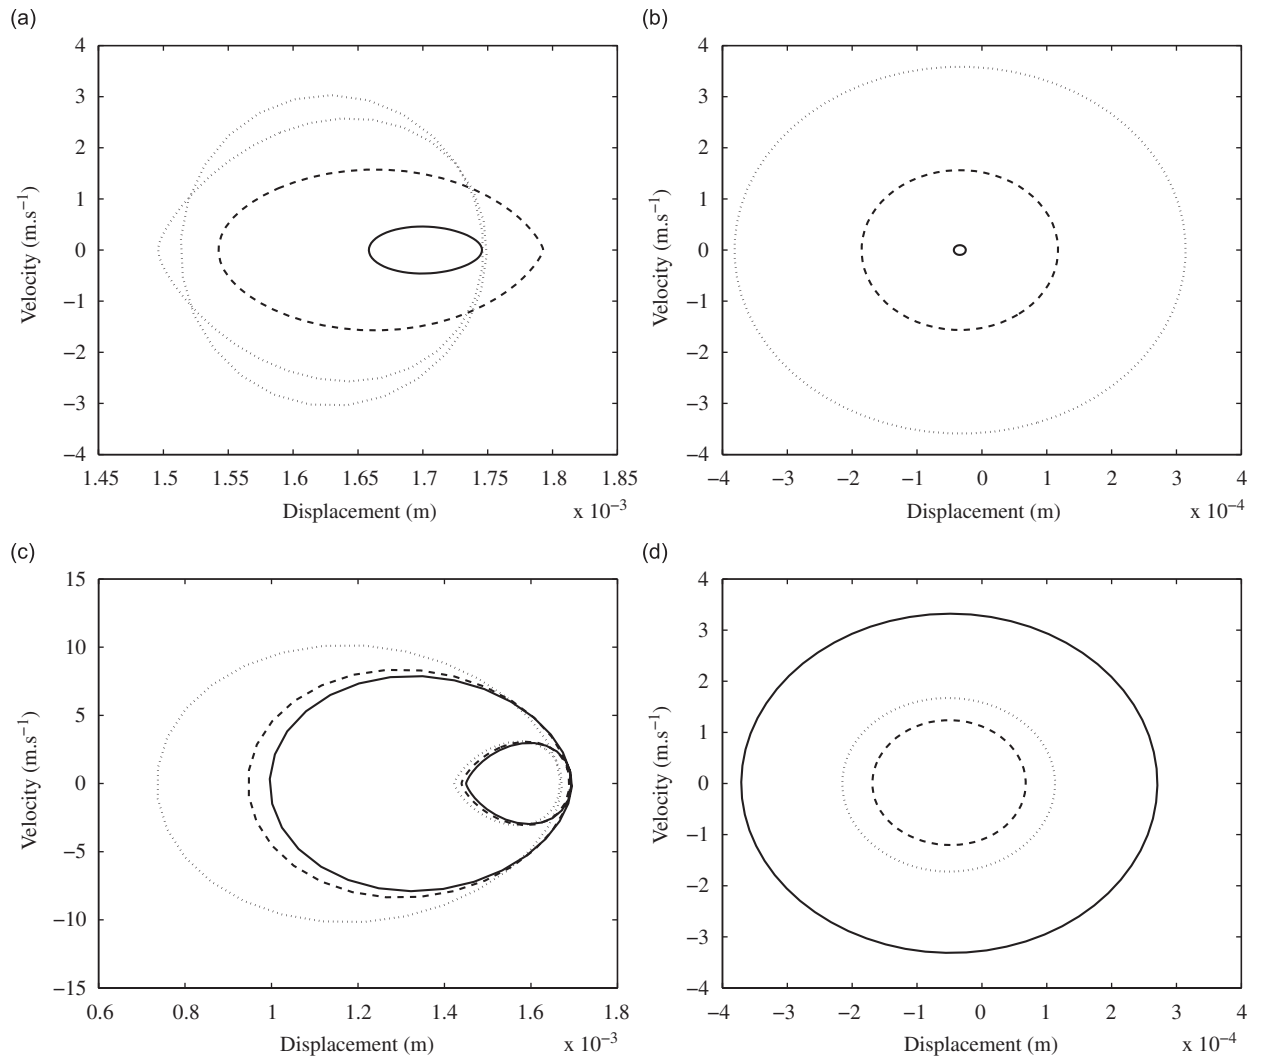 (a) (b)
4 3 2 1 0 −1 −2 −3 −4
Velocity (m.s⁻¹)
1.45 1.5 1.55 1.6 1.65 1.7 1.75 1.8 1.85
Displacement (m) x 10⁻³
4 3 2 1 0 −1 −2 −3 −4
Velocity (m.s⁻¹)
−4 −3 −2 −1 0 1 2 3 4
Displacement (m) x 10⁻⁴
(c) (d)
15 10 5 0 −5 −10 −15
Velocity (m.s⁻¹)
0.6 0.8 1 1.2 1.4 1.6 1.8
Displacement (m) x 10⁻³
4 3 2 1 0 −1 −2 −3 −4
Velocity (m.s⁻¹)
−4 −3 −2 −1 0 1 2 3 4
Displacement (m) x 10⁻⁴